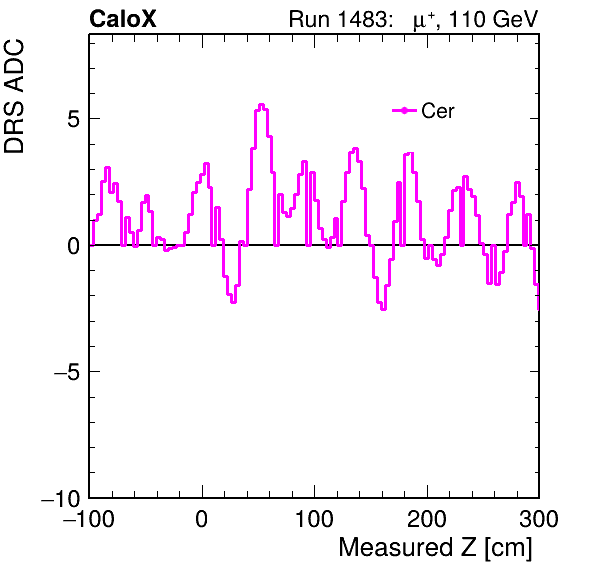 CaloX Run 1483: μ⁺, 110 GeV
DRS ADC
Cer
5
0
−5
−10
−100 0 100 200 300
Measured Z [cm]